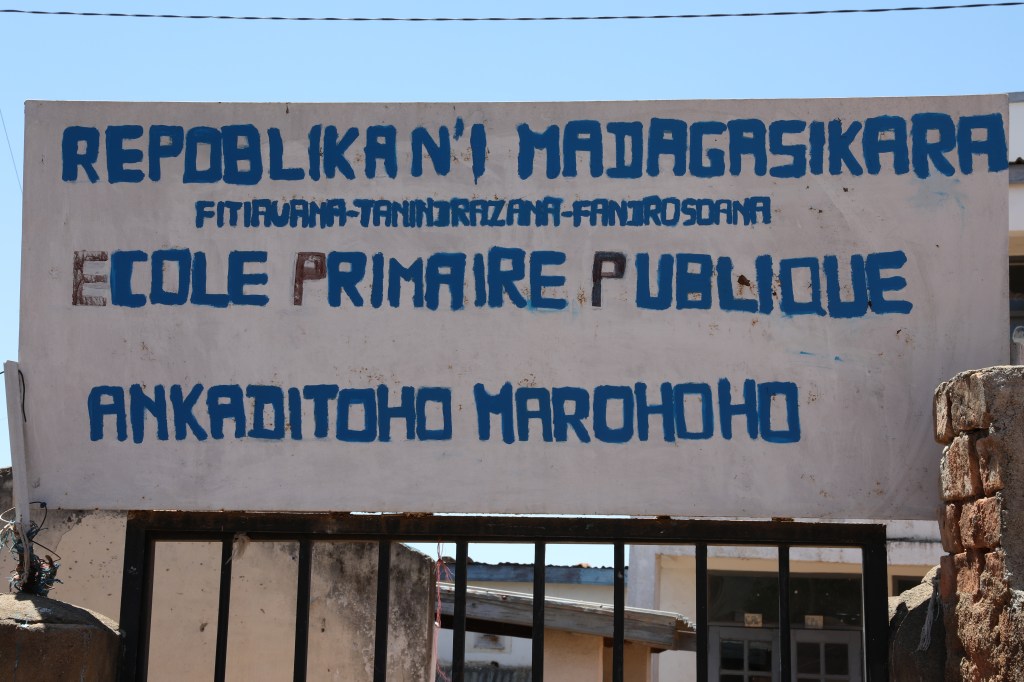 REPOBLIKAN'I MADAGASIKARA
FITIAVANA-TANINDRAZANA-FANDROSOANA
ECOLE PRIMAIRE PUBLIQUE
ANKADITOHO MAROHOHO